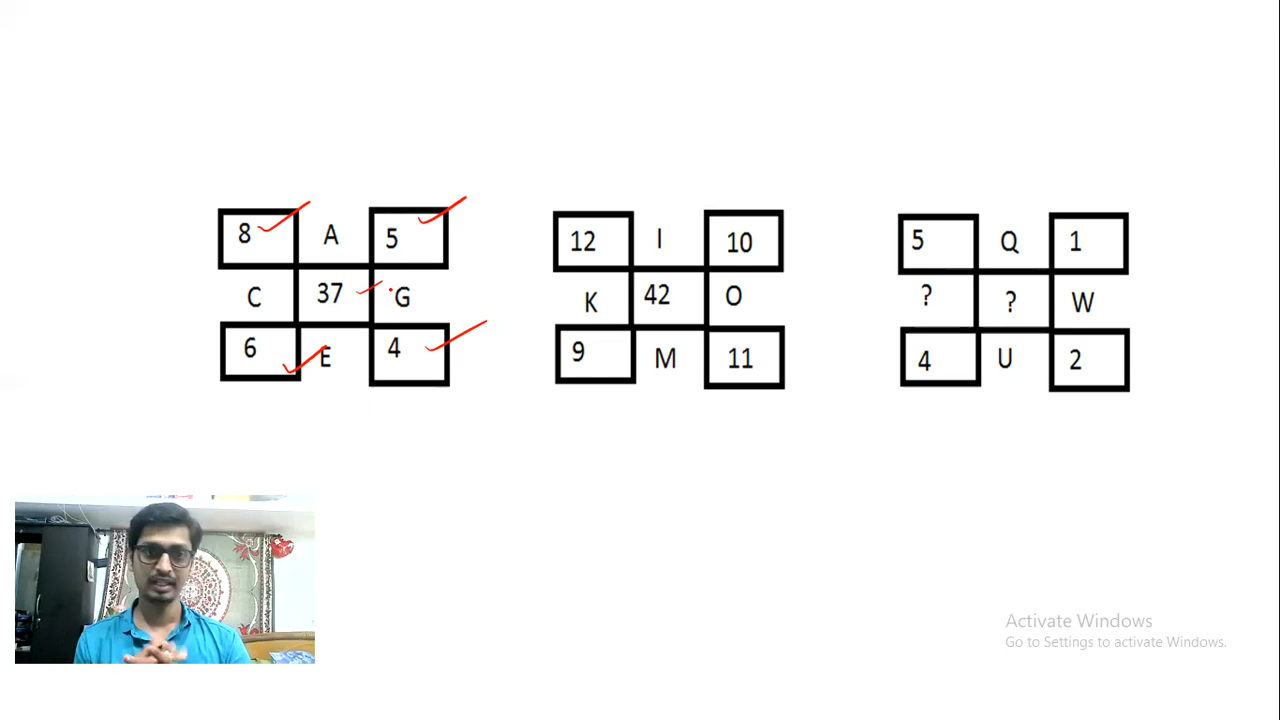 8 A 5
C 37 G
6 E 4
12 I 10
K 42 O
9 M 11
5 Q 1
? ? W
4 U 2
Activate Windows
Go to Settings to activate Windows.